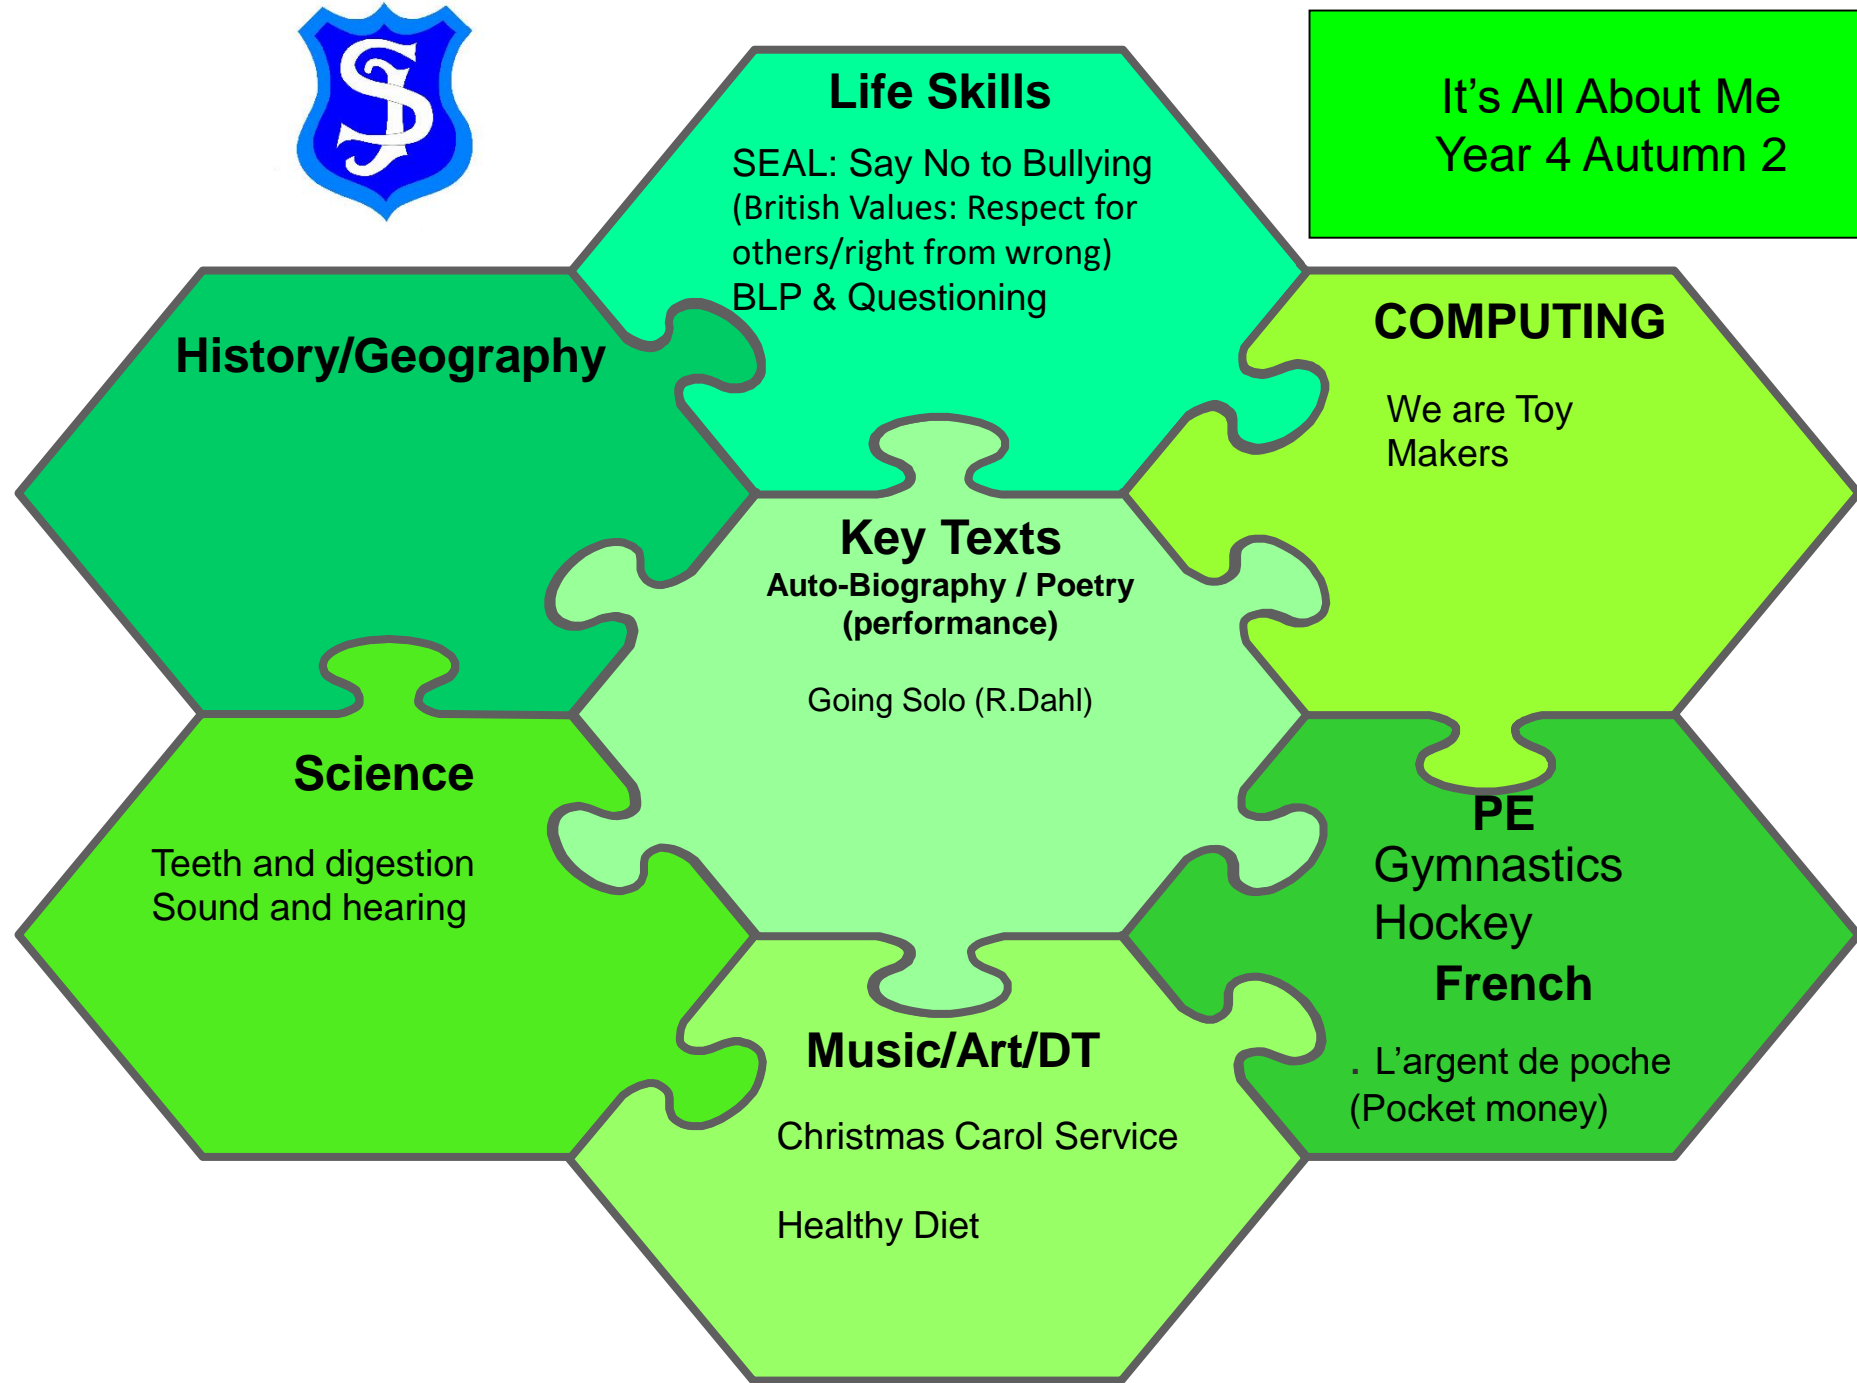 It's All About Me
Year 4 Autumn 2
Life Skills
SEAL: Say No to Bullying
(British Values: Respect for
others/right from wrong)
BLP & Questioning
History/Geography
COMPUTING
We are Toy
Makers
Key Texts
Auto-Biography / Poetry
(performance)
Going Solo (R.Dahl)
Science
Teeth and digestion
Sound and hearing
PE
Gymnastics
Hockey
French
. L'argent de poche
(Pocket money)
Music/Art/DT
Christmas Carol Service
Healthy Diet